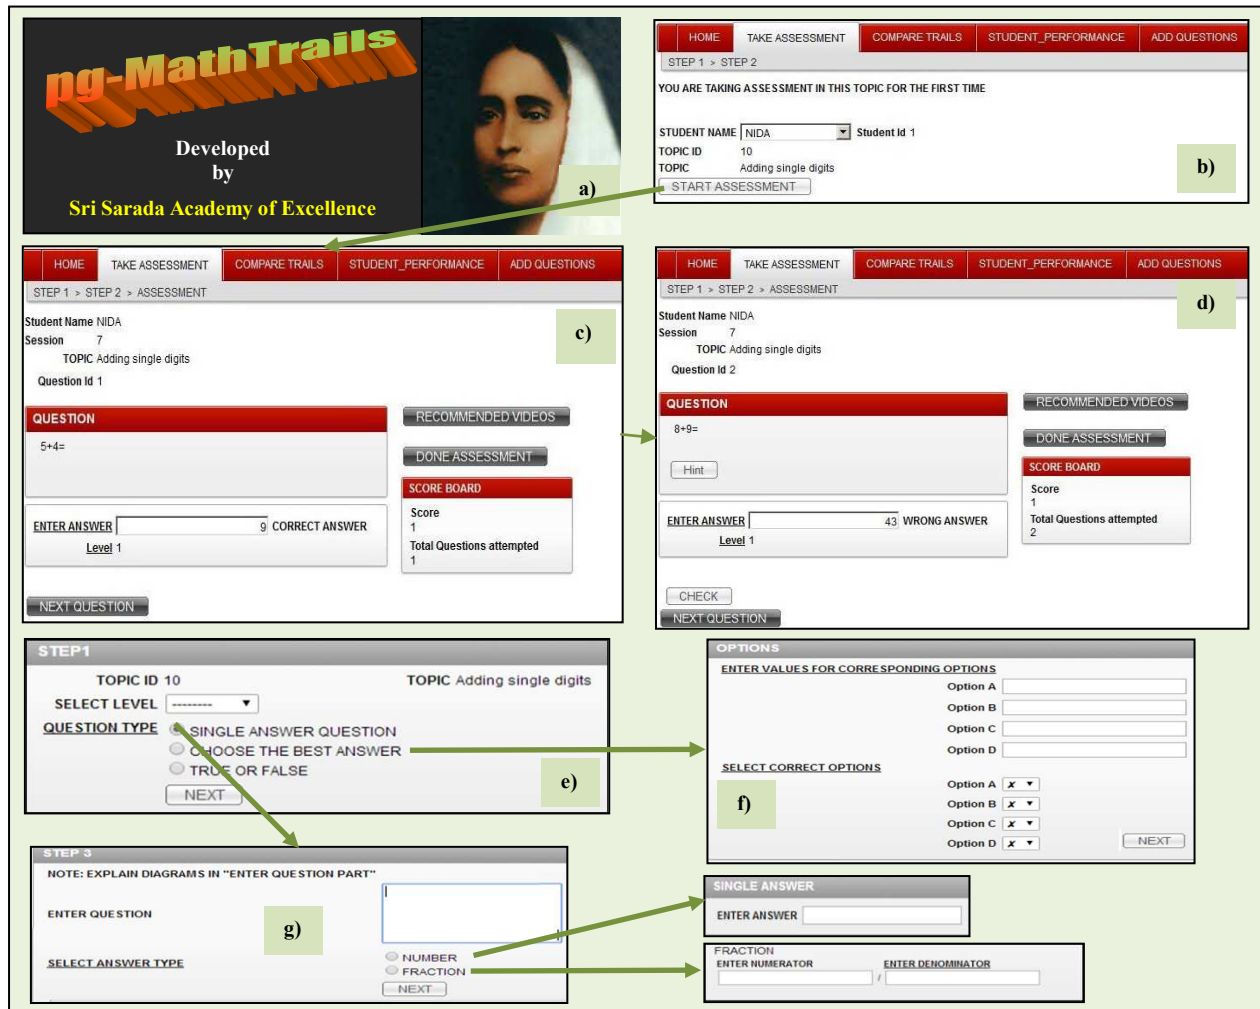 pg-MathTrails
Developed
by
Sri Sarada Academy of Excellence
a)
HOME TAKE ASSESSMENT COMPARE TRAILS STUDENT_PERFORMANCE ADD QUESTIONS
STEP 1 > STEP 2
YOU ARE TAKING ASSESSMENT IN THIS TOPIC FOR THE FIRST TIME
STUDENT NAME NIDA Student Id 1
TOPIC ID 10
TOPIC Adding single digits
START ASSESSMENT
b)
HOME TAKE ASSESSMENT COMPARE TRAILS STUDENT_PERFORMANCE ADD QUESTIONS
STEP 1 > STEP 2 > ASSESSMENT
Student Name NIDA
Session 7
TOPIC Adding single digits
Question Id 1
c)
QUESTION
5+4=
RECOMMENDED VIDEOS
DONE ASSESSMENT
SCORE BOARD
Score
1
Total Questions attempted
1
ENTER ANSWER 9 CORRECT ANSWER
Level 1
NEXT QUESTION
HOME TAKE ASSESSMENT COMPARE TRAILS STUDENT_PERFORMANCE ADD QUESTIONS
STEP 1 > STEP 2 > ASSESSMENT
d)
Student Name NIDA
Session 7
TOPIC Adding single digits
Question Id 2
QUESTION
8+9=
Hint
RECOMMENDED VIDEOS
DONE ASSESSMENT
SCORE BOARD
Score
1
Total Questions attempted
2
ENTER ANSWER 43 WRONG ANSWER
Level 1
CHECK
NEXT QUESTION
STEP1
TOPIC ID 10 TOPIC Adding single digits
SELECT LEVEL --------
QUESTION TYPE SINGLE ANSWER QUESTION
CHOOSE THE BEST ANSWER
TRUE OR FALSE
NEXT
e)
OPTIONS
ENTER VALUES FOR CORRESPONDING OPTIONS
Option A
Option B
Option C
Option D
SELECT CORRECT OPTIONS
Option A x
Option B x
Option C x
Option D x
NEXT
f)
STEP 3
NOTE: EXPLAIN DIAGRAMS IN "ENTER QUESTION PART"
ENTER QUESTION
g)
SELECT ANSWER TYPE NUMBER
FRACTION
NEXT
SINGLE ANSWER
ENTER ANSWER
FRACTION
ENTER NUMERATOR ENTER DENOMINATOR
/